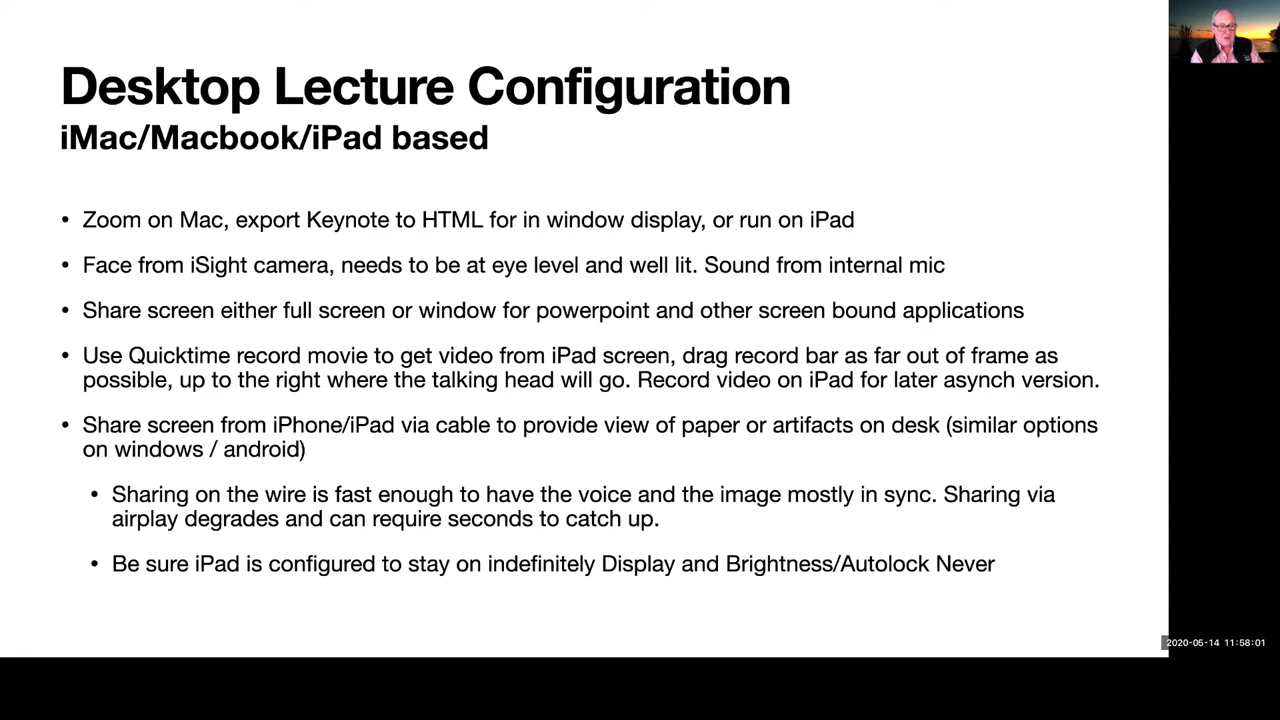 Desktop Lecture Configuration
iMac/Macbook/iPad based
• Zoom on Mac, export Keynote to HTML for in window display, or run on iPad
• Face from iSight camera, needs to be at eye level and well lit. Sound from internal mic
• Share screen either full screen or window for powerpoint and other screen bound applications
• Use Quicktime record movie to get video from iPad screen, drag record bar as far out of frame as
possible, up to the right where the talking head will go. Record video on iPad for later asynch version.
• Share screen from iPhone/iPad via cable to provide view of paper or artifacts on desk (similar options
on windows / android)
• Sharing on the wire is fast enough to have the voice and the image mostly in sync. Sharing via
airplay degrades and can require seconds to catch up.
• Be sure iPad is configured to stay on indefinitely Display and Brightness/Autolock Never
2020-05-14 11:58:01